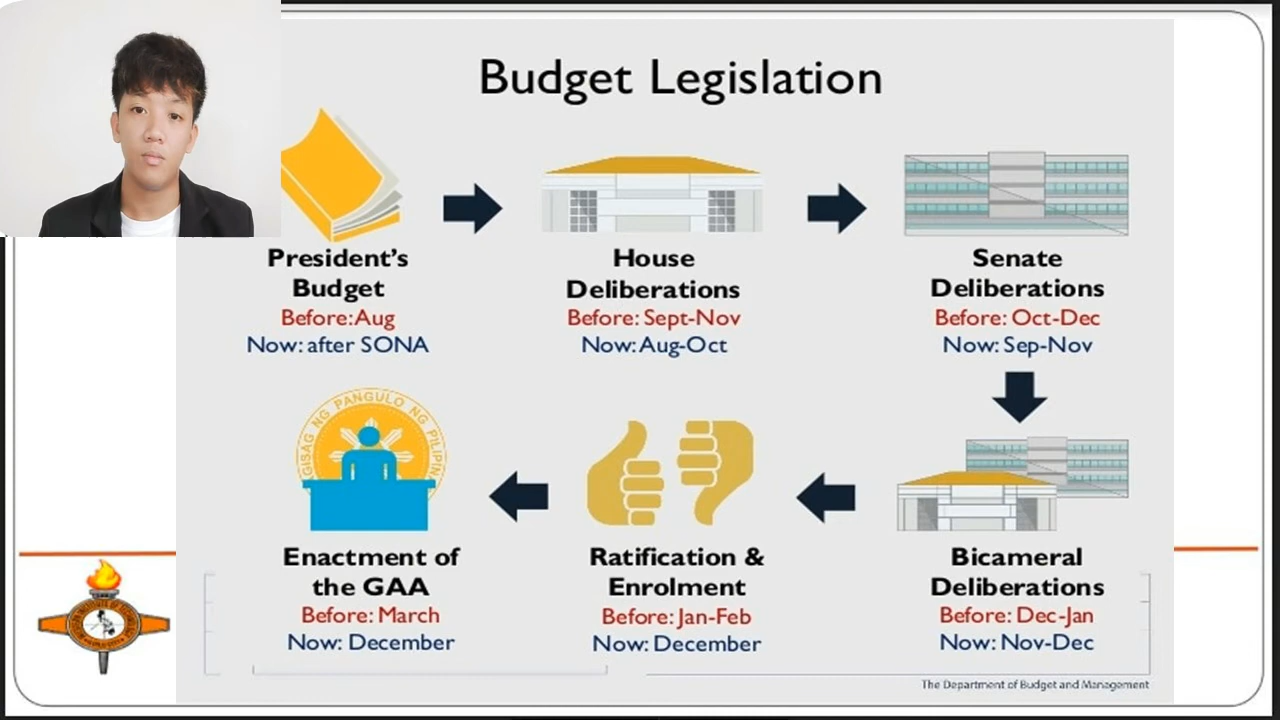 Budget Legislation
President's
Budget
Before:Aug
Now: after SONA
House
Deliberations
Before: Sept-Nov
Now: Aug-Oct
Senate
Deliberations
Before: Oct-Dec
Now: Sep-Nov
GISAG NG PANGULO NG PILIPIN
Enactment of
the GAA
Before: March
Now: December
Ratification &
Enrolment
Before: Jan-Feb
Now: December
Bicameral
Deliberations
Before: Dec-Jan
Now: Nov-Dec
The Department of Budget and Management